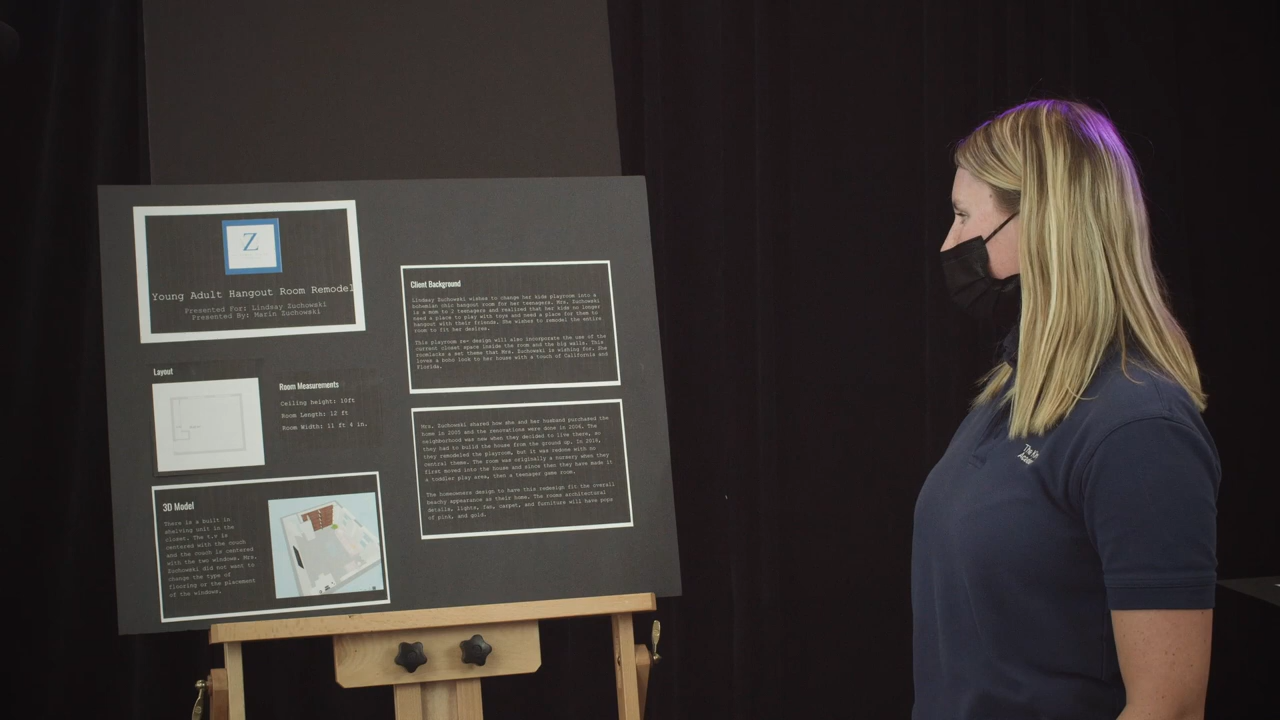 Z
Young Adult Hangout Room Remodel
Presented For: Lindsay Zuchowski
Presented By: Marin Zuchowski
Layout
Room Measurements
Ceiling height: 10ft
Room Length: 12 ft
Room Width: 11 ft 4 in.
3D Model
There is a built in
shelving unit in the
closet. The t.v is
centered with the couch
and the couch is centered
with the two windows. Mrs.
Zuchowski did not want to
change the type of
flooring or the placement
of the windows.
Client Background
Lindsay Zuchowski wishes to change her kids playroom into a
bohemian chic hangout room for her teenagers. Mrs. Zuchowski
is a mom to 2 teenagers and realized that her kids no longer
need a place to play with toys and need a place for them to
hangout with their friends. She wishes to remodel the entire
room to fit her desires.
This playroom re- design will also incorporate the use of the
current closet space inside the room and the big walls. This
room lacks a set theme that Mrs. Zuchowski is wishing for. She
loves a boho look to her house with a touch of California and
Florida.
Mrs. Zuchowski shared how she and her husband purchased the
home in 2005 and the renovations were done in 2006. The
neighborhood was new when they decided to live there, so
they had to build the house from the ground up. In 2016,
they remodeled the playroom, but it was redone with no
central theme. The room was originally a nursery when they
first moved into the house and since then they have made it
a toddler play area, then a teenager game room.
The homeowners design to have this redesign fit the overall
beachy appearance as their home. The rooms architectural
details, lights, fan, carpet, and furniture will have pops
of pink, and gold.